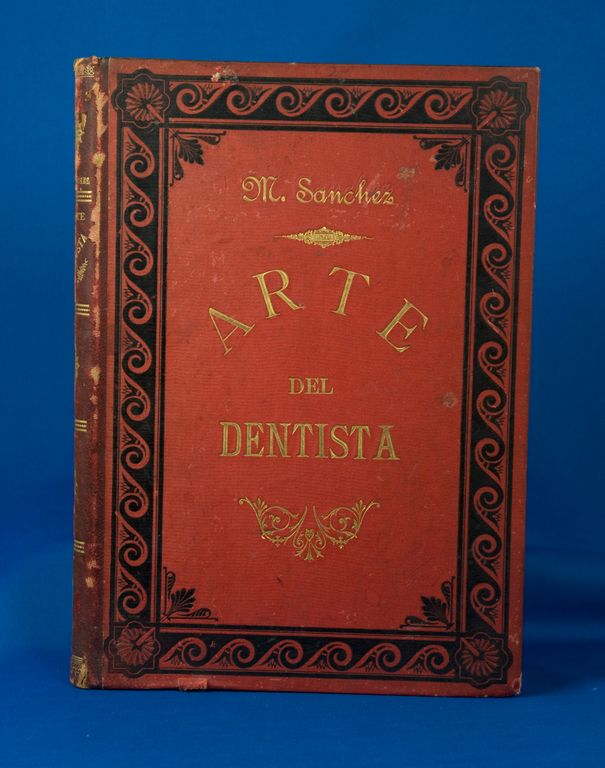 M. Sanchez
ARTE
DEL
DENTISTA